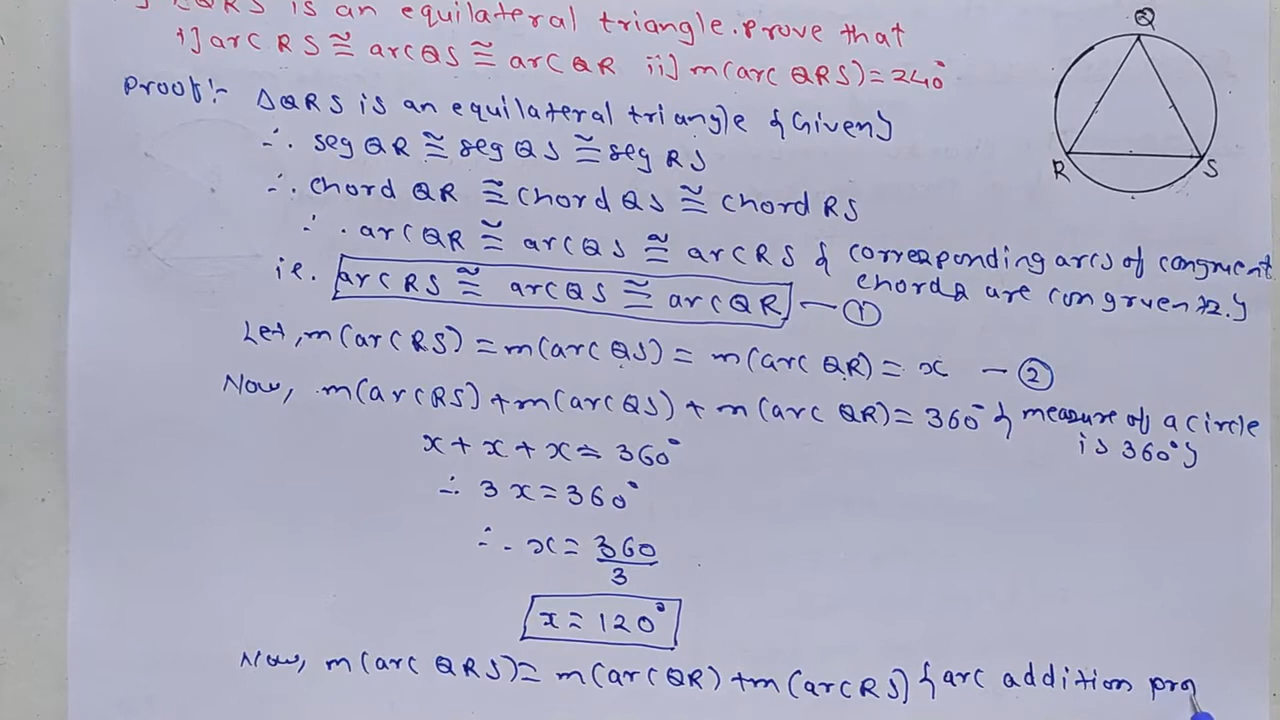 QRS is an equilateral triangle. prove that
i] arc RS ≅ arc QS ≅ arc QR ii] m(arc QRS) = 240°
Q
R
S
Proof:- ΔQRS is an equilateral triangle {Given}
∴ seg QR ≅ seg QS ≅ seg RS
∴ chord QR ≅ chord QS ≅ chord RS
∴ arc QR ≅ arc QS ≅ arc RS { corresponding arcs of congruent
chords are congruent.}
i.e. arc RS ≅ arc QS ≅ arc QR — ①
Let, m(arc RS) = m(arc QS) = m(arc QR) = x — ②
Now, m(arc RS) + m(arc QS) + m(arc QR) = 360° { measure of a circle
is 360°}
x + x + x = 360°
∴ 3x = 360°
∴ x = 360/3
x = 120°
Now, m(arc QRS) = m(arc QR) + m(arc RS) {arc addition pro